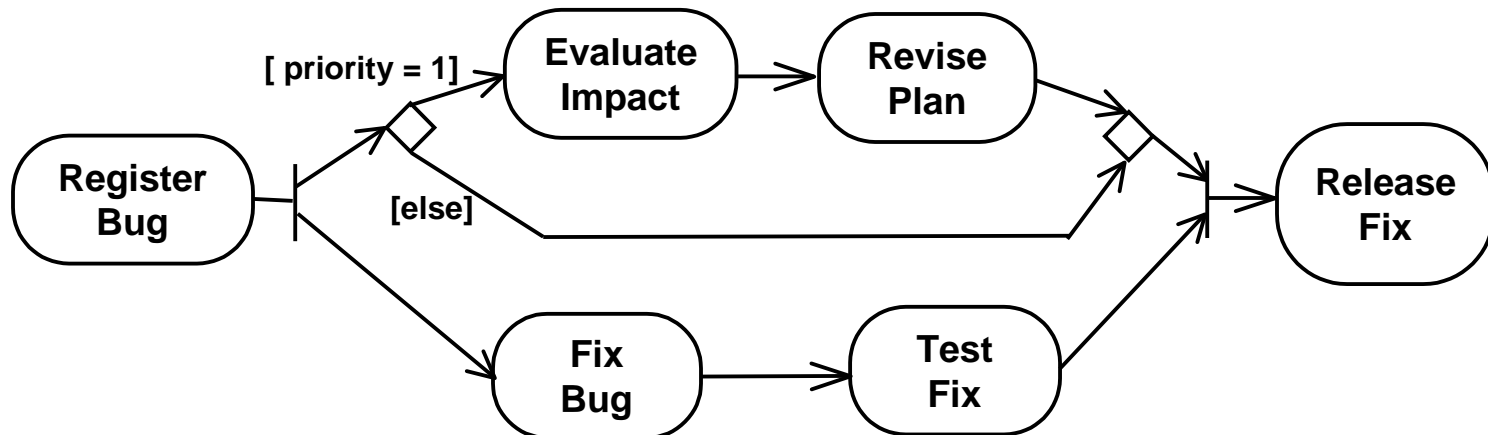 [ priority = 1]
Evaluate
Impact
Revise
Plan
Register
Bug
[else]
Release
Fix
Fix
Bug
Test
Fix